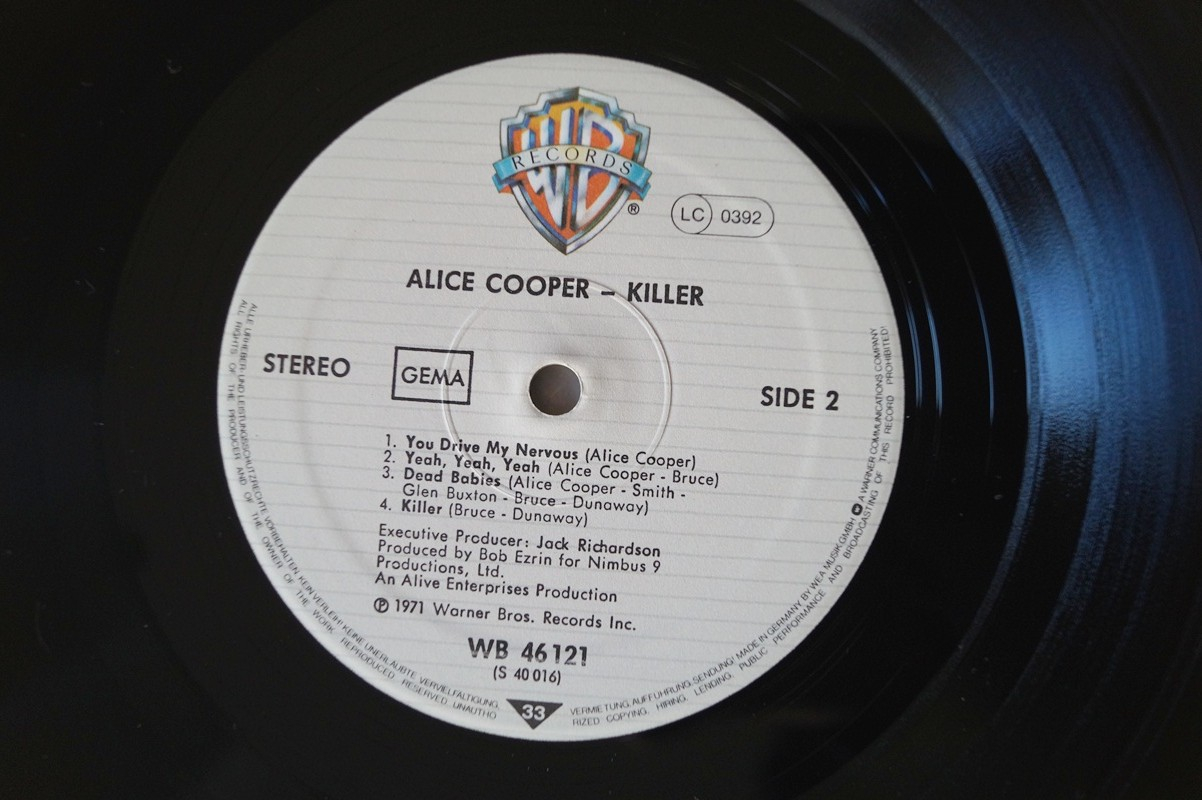 WB
RECORDS
®
LC 0392
ALICE COOPER – KILLER
STEREO
GEMA
SIDE 2
1. You Drive My Nervous (Alice Cooper)
2. Yeah, Yeah, Yeah (Alice Cooper - Bruce)
3. Dead Babies (Alice Cooper - Smith -
Glen Buxton - Bruce - Dunaway)
4. Killer (Bruce - Dunaway)
Executive Producer: Jack Richardson
Produced by Bob Ezrin for Nimbus 9
Productions, Ltd.
An Alive Enterprises Production
℗ 1971 Warner Bros. Records Inc.
WB 46 121
(S 40 016)
33
ALLE URHEBER- UND LEISTUNGSSCHUTZRECHTE VORBEHALTEN. KEIN VERLEIH! KEINE UNERLAUBTE VERVIELFÄLTIGUNG,
VERMIETUNG, AUFFÜHRUNG, SENDUNG! MADE IN GERMANY BY WEA MUSIK GMBH A WARNER COMMUNICATIONS COMPANY
ALL RIGHTS OF THE PRODUCER AND OF THE OWNER OF THE WORK REPRODUCED RESERVED. UNAUTHO
RIZED COPYING, HIRING, LENDING, PUBLIC PERFORMANCE AND BROADCASTING OF THIS RECORD PROHIBITED!